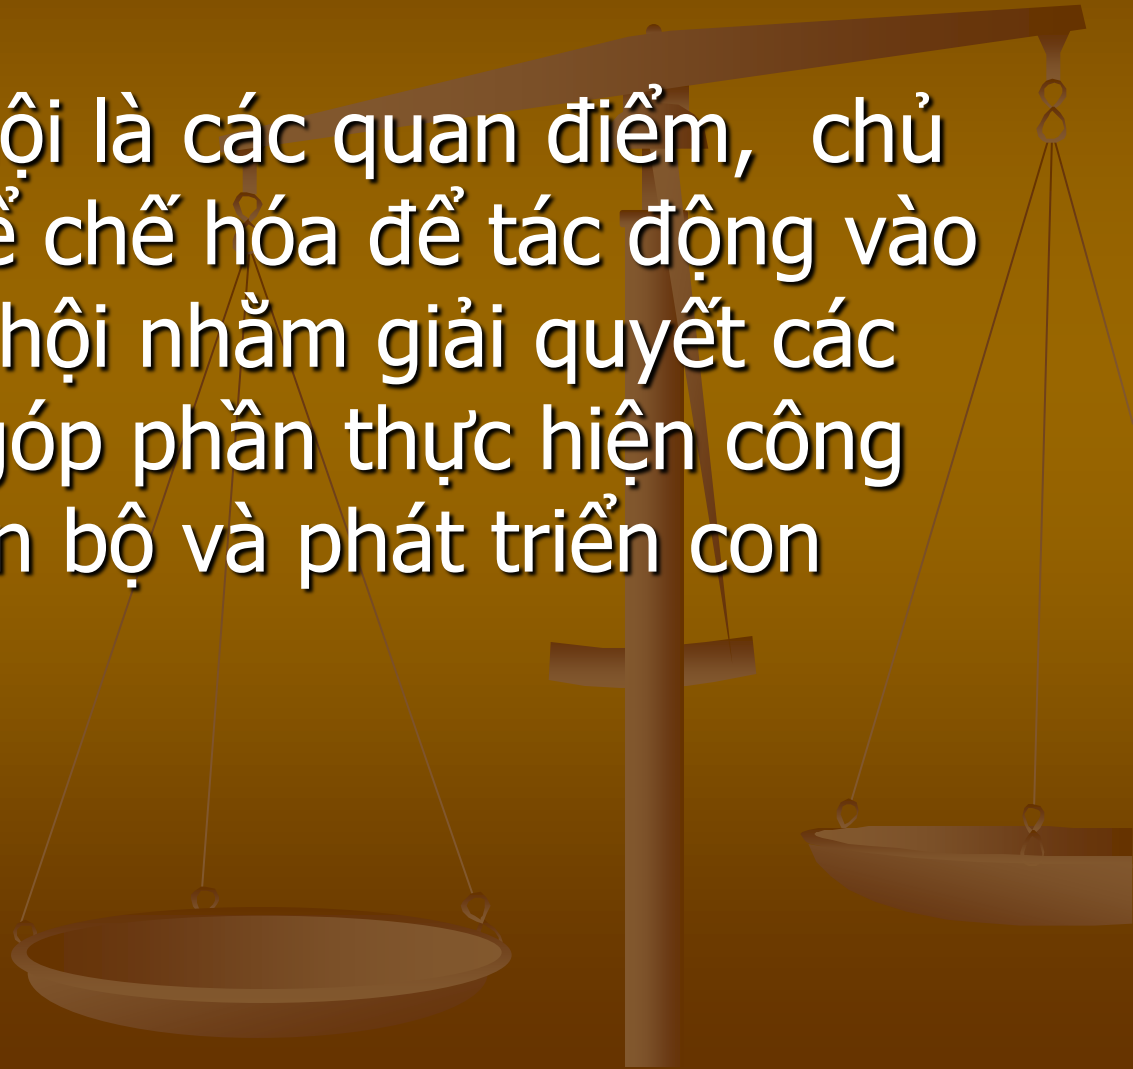 ội là các quan điểm, chủ
ể chế hóa để tác động vào
hội nhằm giải quyết các
góp phần thực hiện công
n bộ và phát triển con